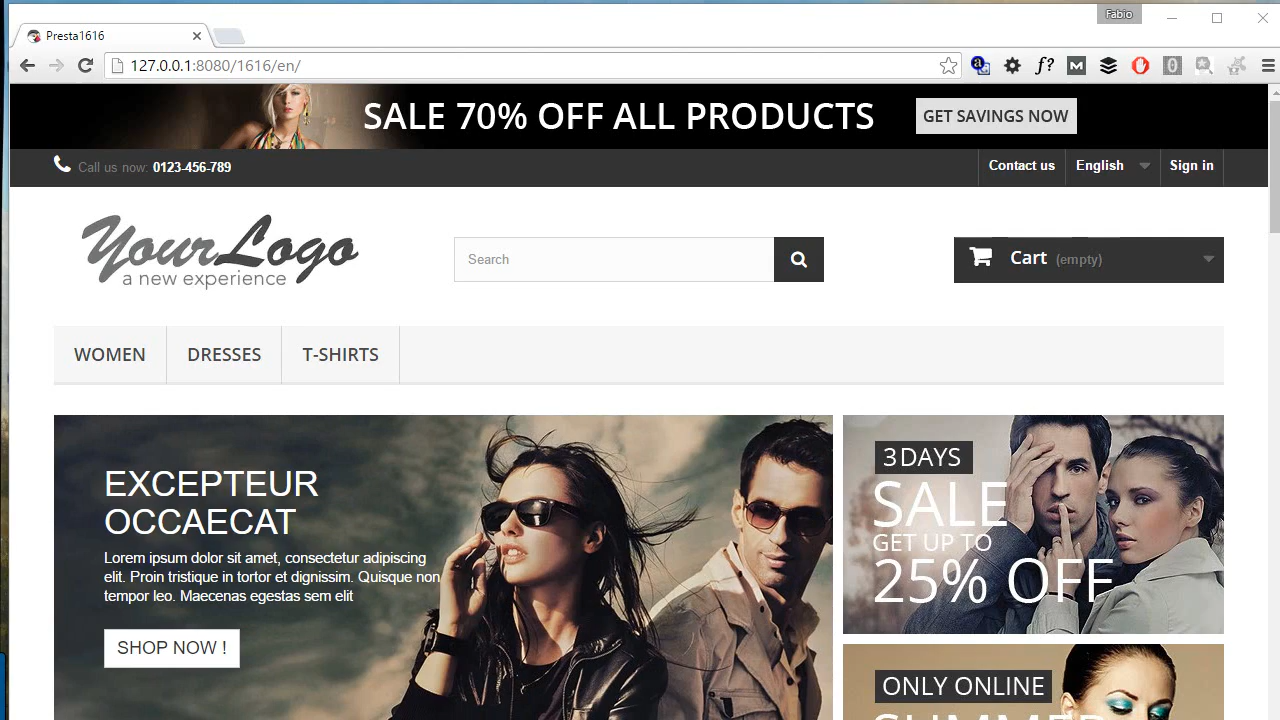 Fabio
Presta1616
127.0.0.1:8080/1616/en/
SALE 70% OFF ALL PRODUCTS
GET SAVINGS NOW
Call us now: 0123-456-789
Contact us
English
Sign in
YourLogo
a new experience
Search
Cart (empty)
WOMEN
DRESSES
T-SHIRTS
EXCEPTEUR
OCCAECAT
Lorem ipsum dolor sit amet, consectetur adipiscing
elit. Proin tristique in tortor et dignissim. Quisque non
tempor leo. Maecenas egestas sem elit
SHOP NOW !
3 DAYS
SALE
GET UP TO
25% OFF
ONLY ONLINE
SUMMER